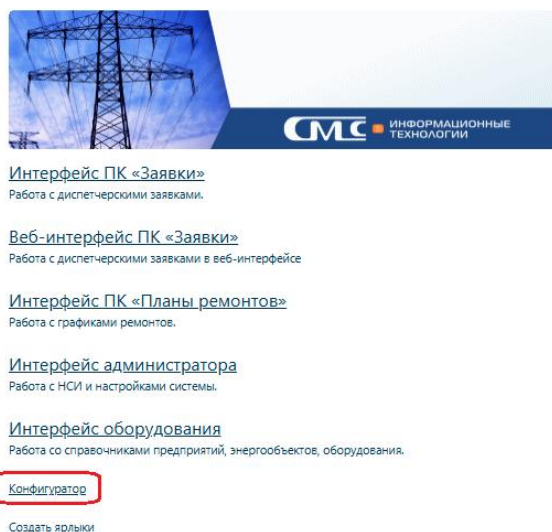 СМС ИНФОРМАЦИОННЫЕ
ТЕХНОЛОГИИ
Интерфейс ПК «Заявки»
Работа с диспетчерскими заявками.
Веб-интерфейс ПК «Заявки»
Работа с диспетчерскими заявками в веб-интерфейсе
Интерфейс ПК «Планы ремонтов»
Работа с графиками ремонтов.
Интерфейс администратора
Работа с НСИ и настройками системы.
Интерфейс оборудования
Работа со справочниками предприятий, энергообъектов, оборудования.
Конфигуратор
Создать ярлыки